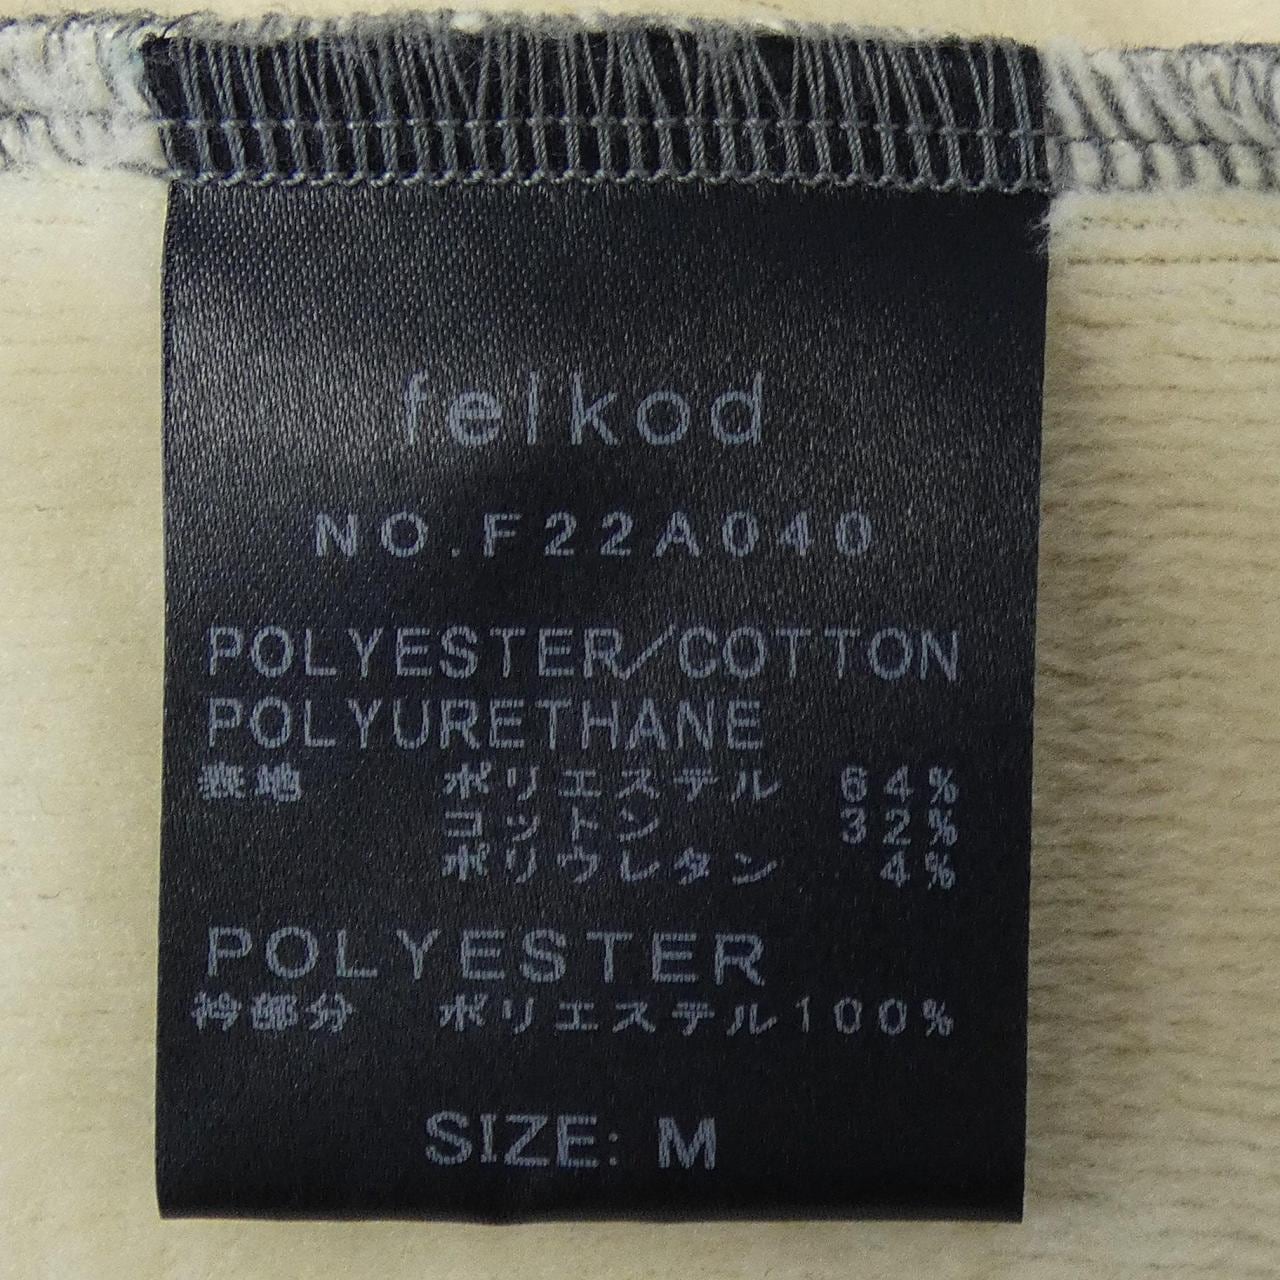 felkod
NO.F22A040
POLYESTER/COTTON
POLYURETHANE
表地 ポリエステル 64%
コットン 32%
ポリウレタン 4%
POLYESTER
衿部分 ポリエステル100%
SIZE: M